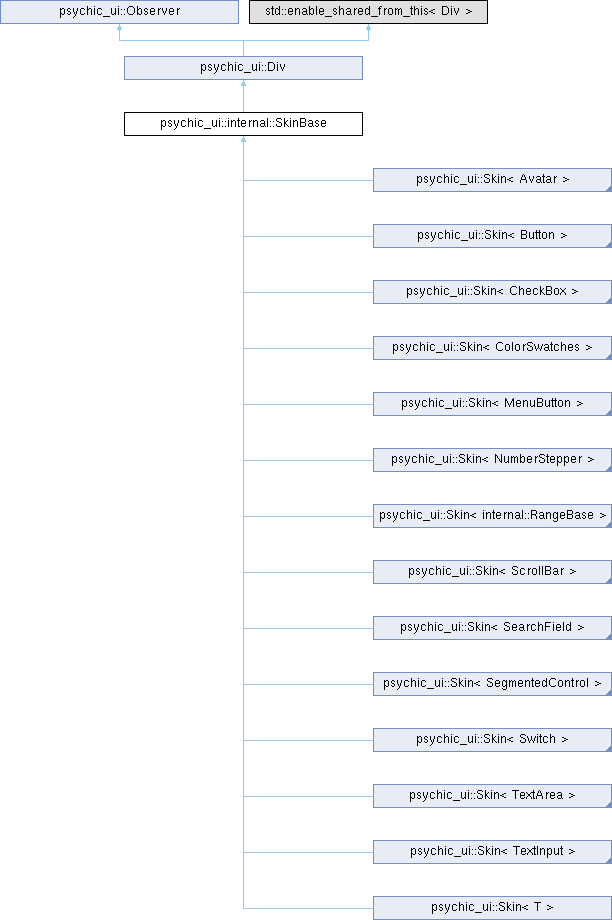 psychic_ui::Observer
std::enable_shared_from_this< Div >
psychic_ui::Div
psychic_ui::internal::SkinBase
psychic_ui::Skin< Avatar >
psychic_ui::Skin< Button >
psychic_ui::Skin< CheckBox >
psychic_ui::Skin< ColorSwatches >
psychic_ui::Skin< MenuButton >
psychic_ui::Skin< NumberStepper >
psychic_ui::Skin< internal::RangeBase >
psychic_ui::Skin< ScrollBar >
psychic_ui::Skin< SearchField >
psychic_ui::Skin< SegmentedControl >
psychic_ui::Skin< Switch >
psychic_ui::Skin< TextArea >
psychic_ui::Skin< TextInput >
psychic_ui::Skin< T >